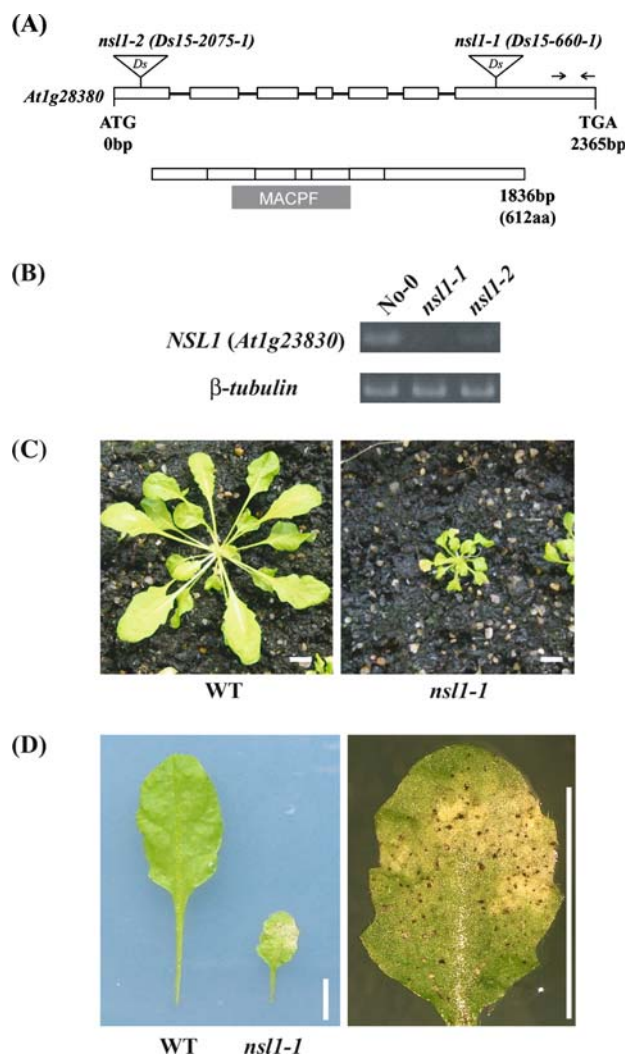 (A)
nsl1-2 (Ds15-2075-1)
nsl1-1 (Ds15-660-1)
Ds
Ds
At1g28380
ATG
0bp
TGA
2365bp
MACPF
1836bp
(612aa)
(B)
No-0
nsl1-1
nsl1-2
NSL1 (At1g23830)
β-tubulin
(C)
WT
nsl1-1
(D)
WT
nsl1-1